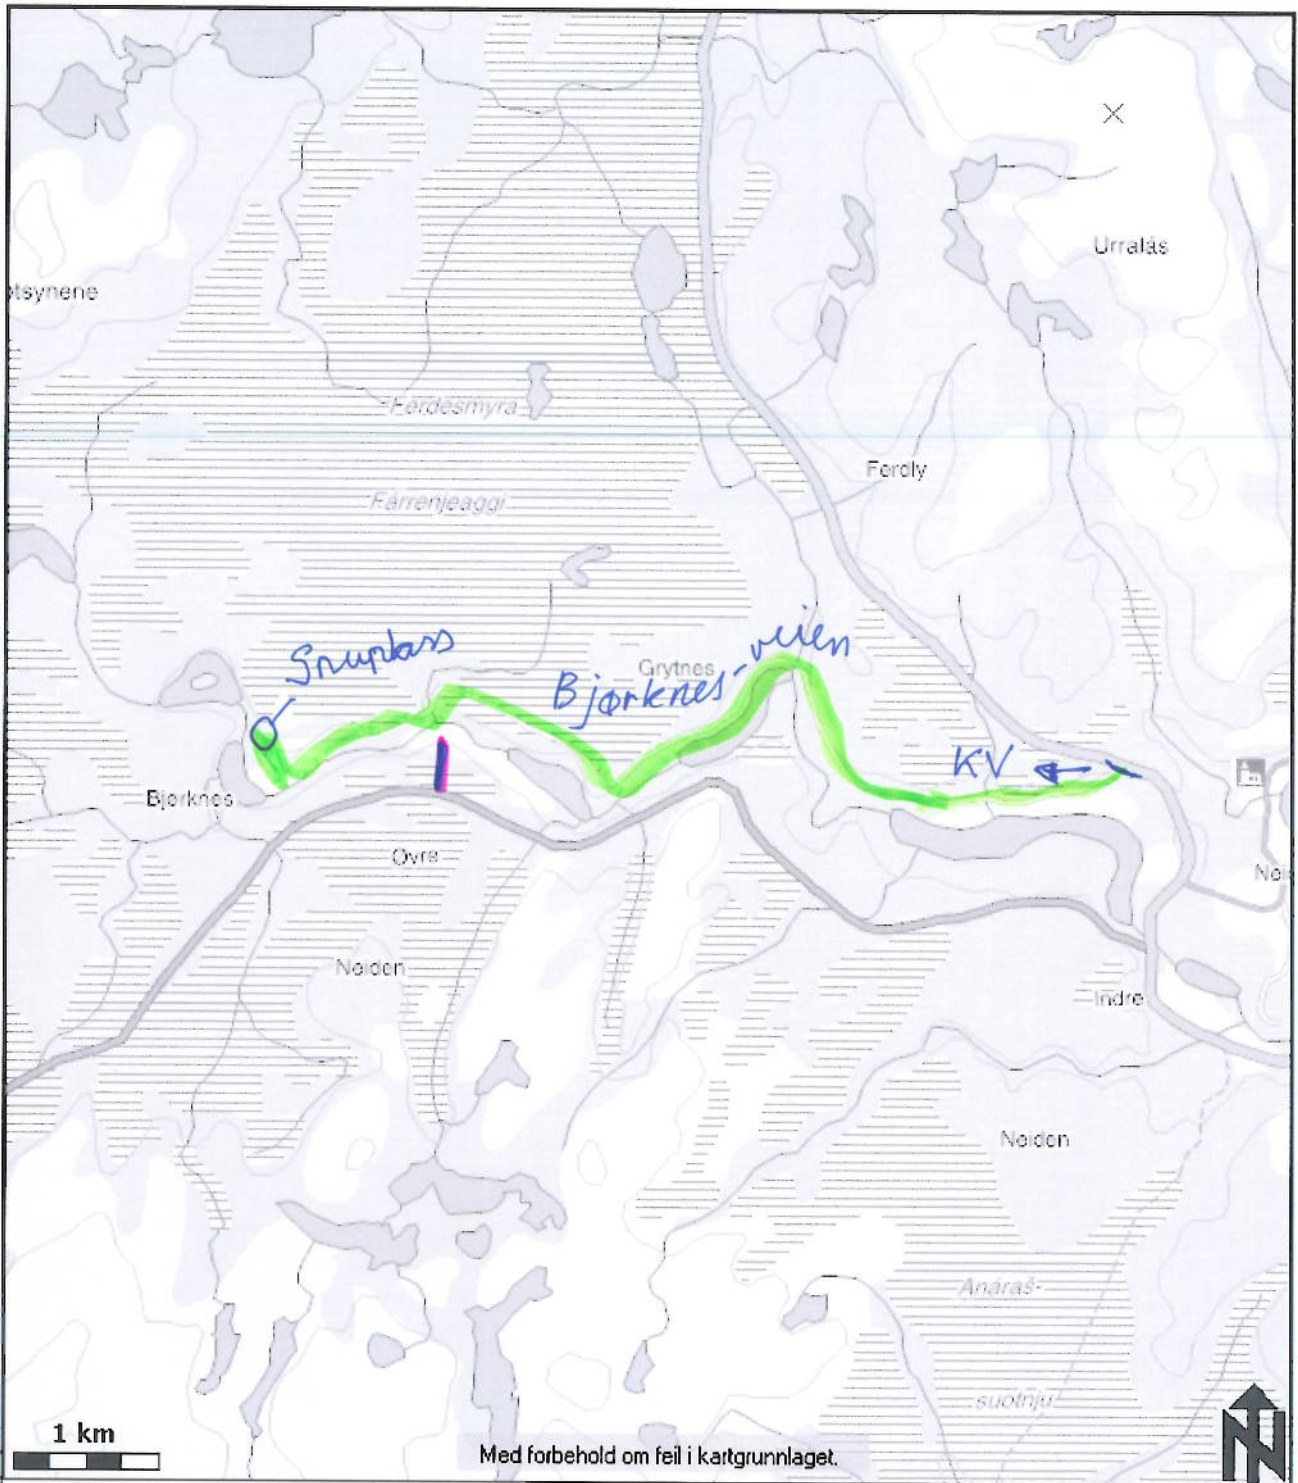 Urralás
tsynene
Ferdesmyra
Ferdly
Fárrenjeaggi
Snuplass
Bjørknes-veien
Grytnes
KV
Bjørknes
Øvre
Nei
Neiden
Indre
Neiden
Anáraš-
suolnju
1 km
Med forbehold om feil i kartgrunnlaget.
N